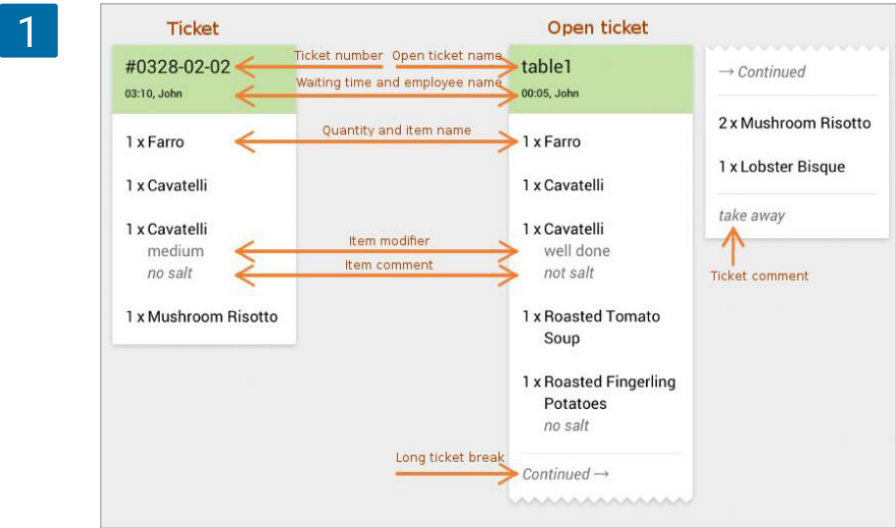 1
Ticket
#0328-02-02
03:10, John
1 x Farro
1 x Cavatelli
1 x Cavatelli
medium
no salt
1 x Mushroom Risotto
Ticket number
Open ticket name
Waiting time and employee name
Quantity and item name
Item modifier
Item comment
Long ticket break
Open ticket
table1
00:05, John
1 x Farro
1 x Cavatelli
1 x Cavatelli
well done
not salt
1 x Roasted Tomato
Soup
1 x Roasted Fingerling
Potatoes
no salt
Continued →
→ Continued
2 x Mushroom Risotto
1 x Lobster Bisque
take away
Ticket comment